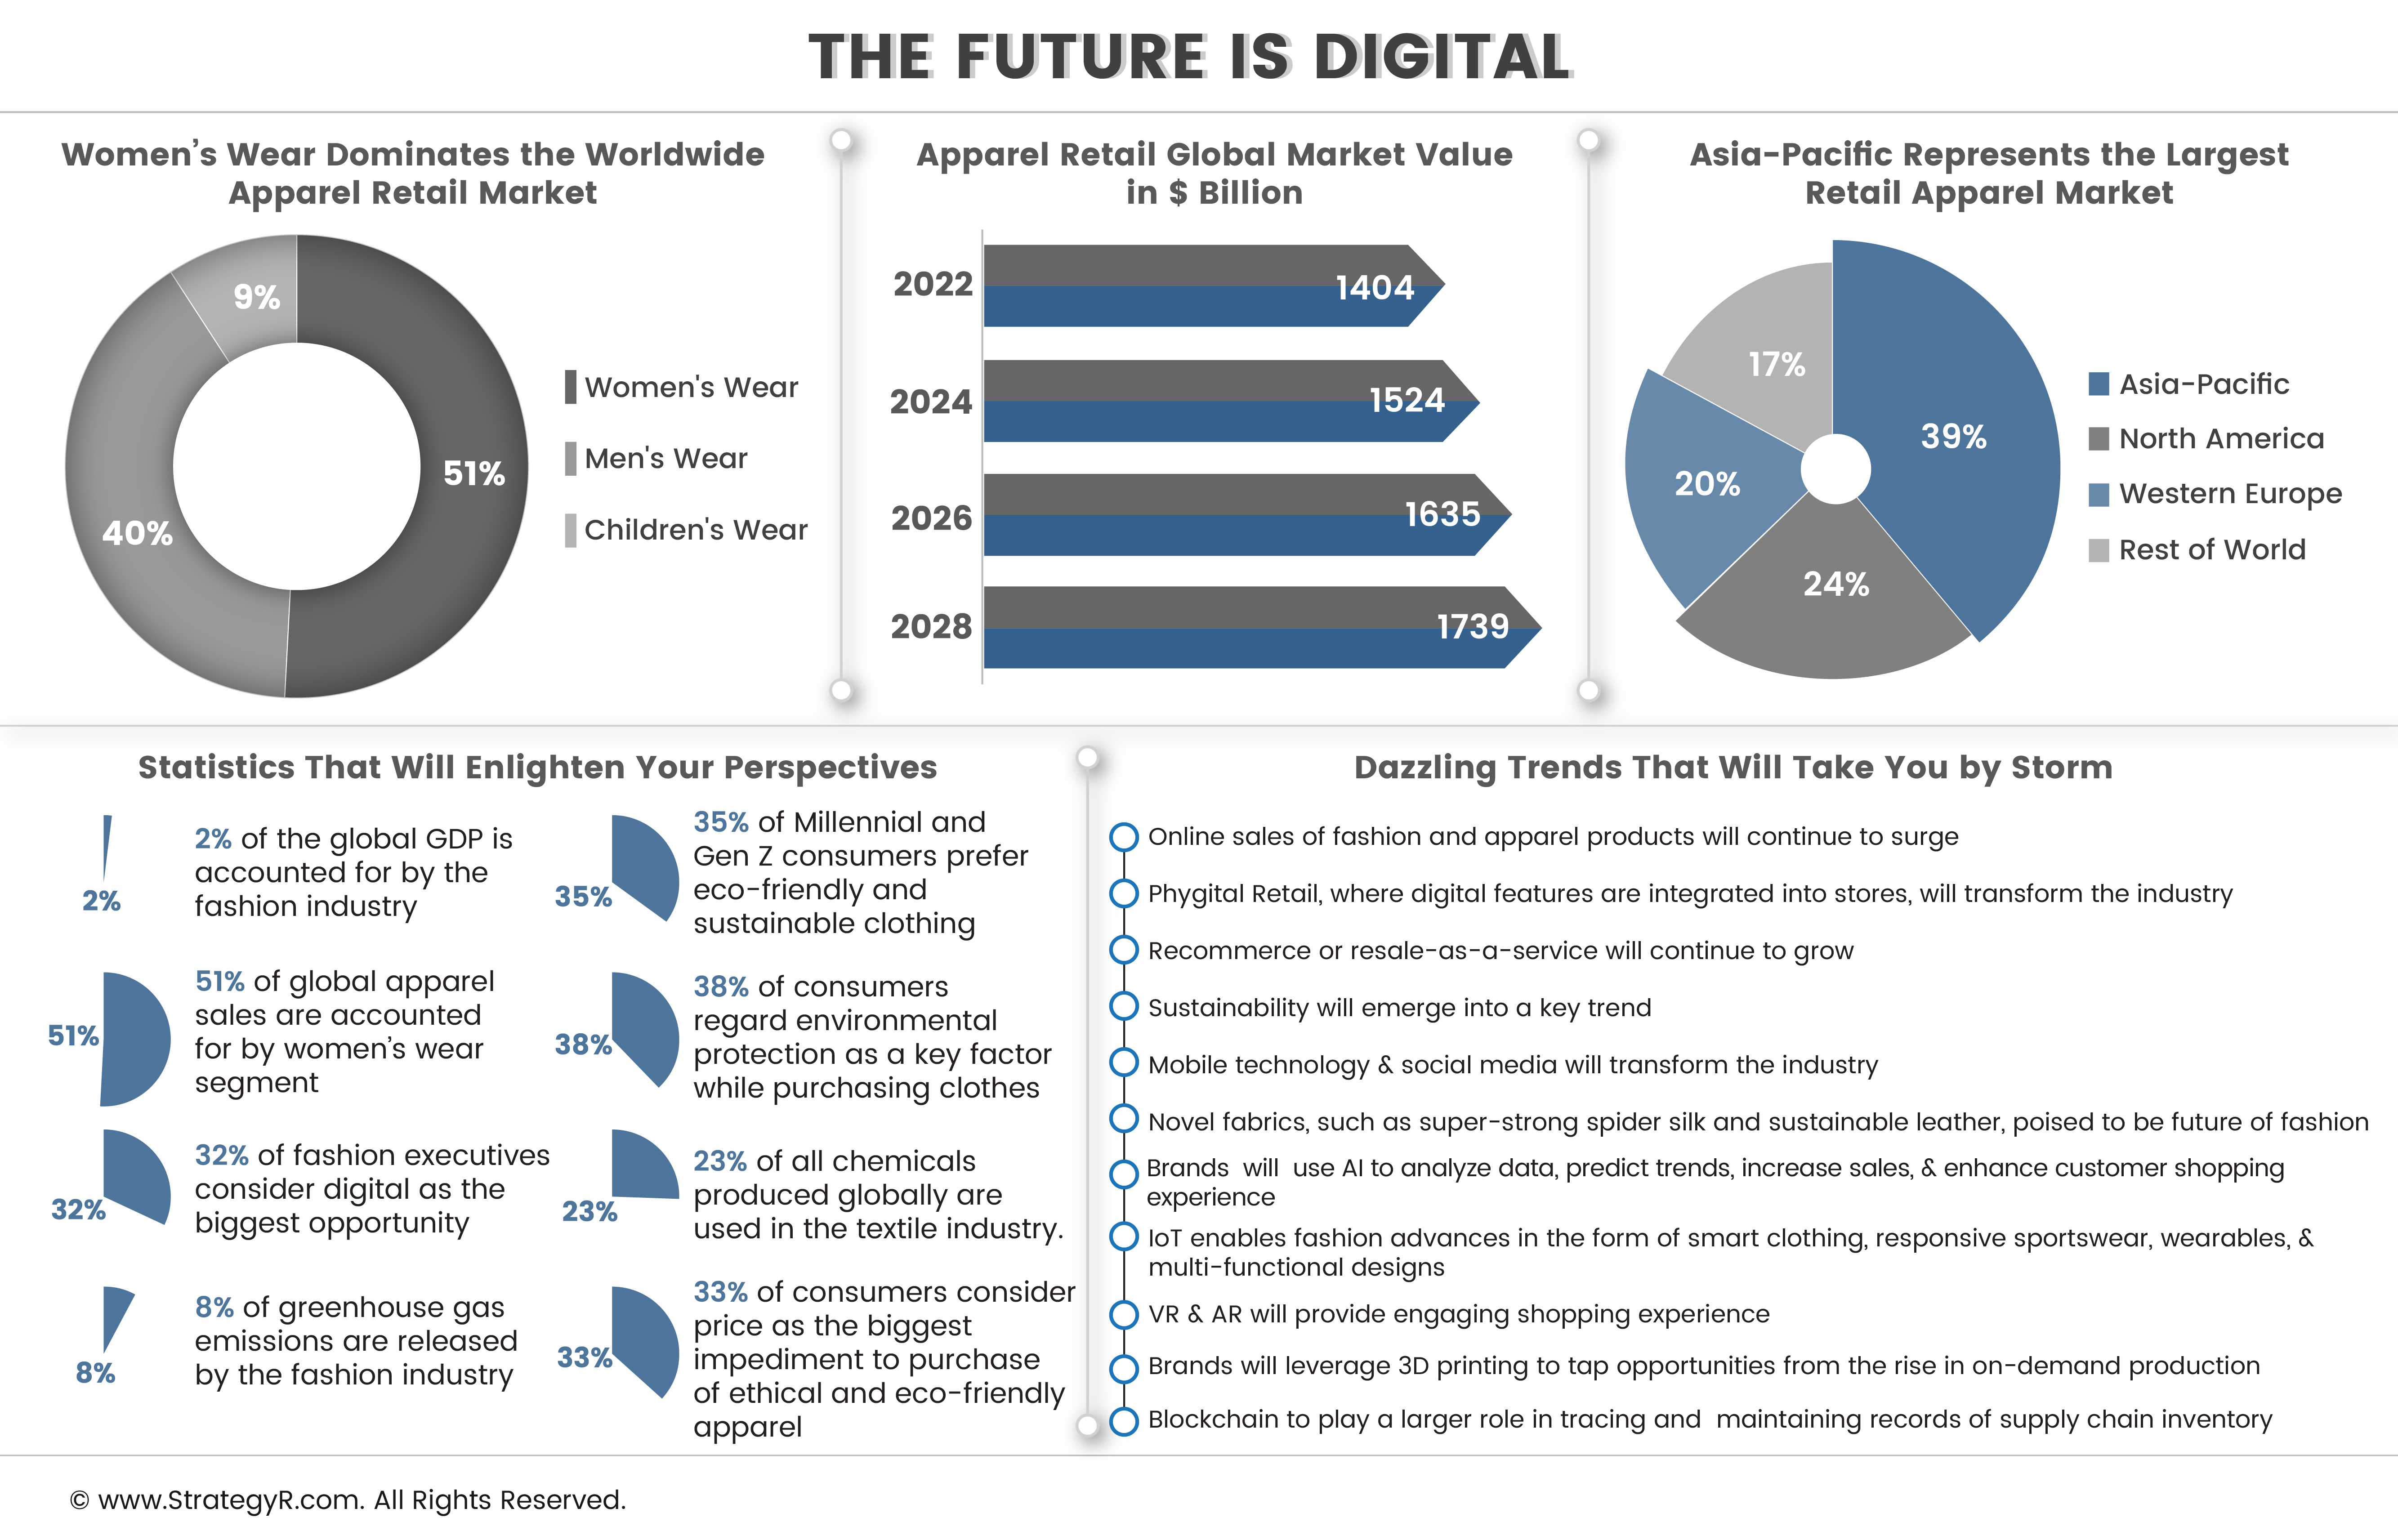 THE FUTURE IS DIGITAL
Women’s Wear Dominates the Worldwide
Apparel Retail Market
9%
51%
40%
Women's Wear
Men's Wear
Children's Wear
Apparel Retail Global Market Value
in $ Billion
2022 1404
2024 1524
2026 1635
2028 1739
Asia-Pacific Represents the Largest
Retail Apparel Market
17%
39%
20%
24%
Asia-Pacific
North America
Western Europe
Rest of World
Statistics That Will Enlighten Your Perspectives
2%
2% of the global GDP is
accounted for by the
fashion industry
51%
51% of global apparel
sales are accounted
for by women’s wear
segment
32%
32% of fashion executives
consider digital as the
biggest opportunity
8%
8% of greenhouse gas
emissions are released
by the fashion industry
35%
35% of Millennial and
Gen Z consumers prefer
eco-friendly and
sustainable clothing
38%
38% of consumers
regard environmental
protection as a key factor
while purchasing clothes
23%
23% of all chemicals
produced globally are
used in the textile industry.
33%
33% of consumers consider
price as the biggest
impediment to purchase
of ethical and eco-friendly
apparel
Dazzling Trends That Will Take You by Storm
Online sales of fashion and apparel products will continue to surge
Phygital Retail, where digital features are integrated into stores, will transform the industry
Recommerce or resale-as-a-service will continue to grow
Sustainability will emerge into a key trend
Mobile technology & social media will transform the industry
Novel fabrics, such as super-strong spider silk and sustainable leather, poised to be future of fashion
Brands will use AI to analyze data, predict trends, increase sales, & enhance customer shopping
experience
IoT enables fashion advances in the form of smart clothing, responsive sportswear, wearables, &
multi-functional designs
VR & AR will provide engaging shopping experience
Brands will leverage 3D printing to tap opportunities from the rise in on-demand production
Blockchain to play a larger role in tracing and maintaining records of supply chain inventory
© www.StrategyR.com. All Rights Reserved.